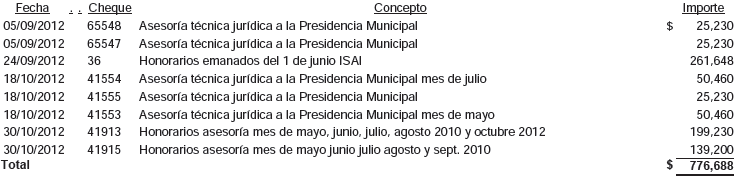 Fecha . . Cheque Concepto Importe
05/09/2012 65548 Asesoría técnica jurídica a la Presidencia Municipal $ 25,230
05/09/2012 65547 Asesoría técnica jurídica a la Presidencia Municipal 25,230
24/09/2012 36 Honorarios emanados del 1 de junio ISAI 261,648
18/10/2012 41554 Asesoría técnica jurídica a la Presidencia Municipal mes de julio 50,460
18/10/2012 41555 Asesoría técnica jurídica a la Presidencia Municipal 25,230
18/10/2012 41553 Asesoría técnica jurídica a la Presidencia Municipal mes de mayo 50,460
30/10/2012 41913 Honorarios asesoría mes de mayo, junio, julio, agosto 2010 y octubre 2012 199,230
30/10/2012 41915 Honorarios asesoría mes de mayo junio julio agosto y sept. 2010 139,200
Total $ 776,688